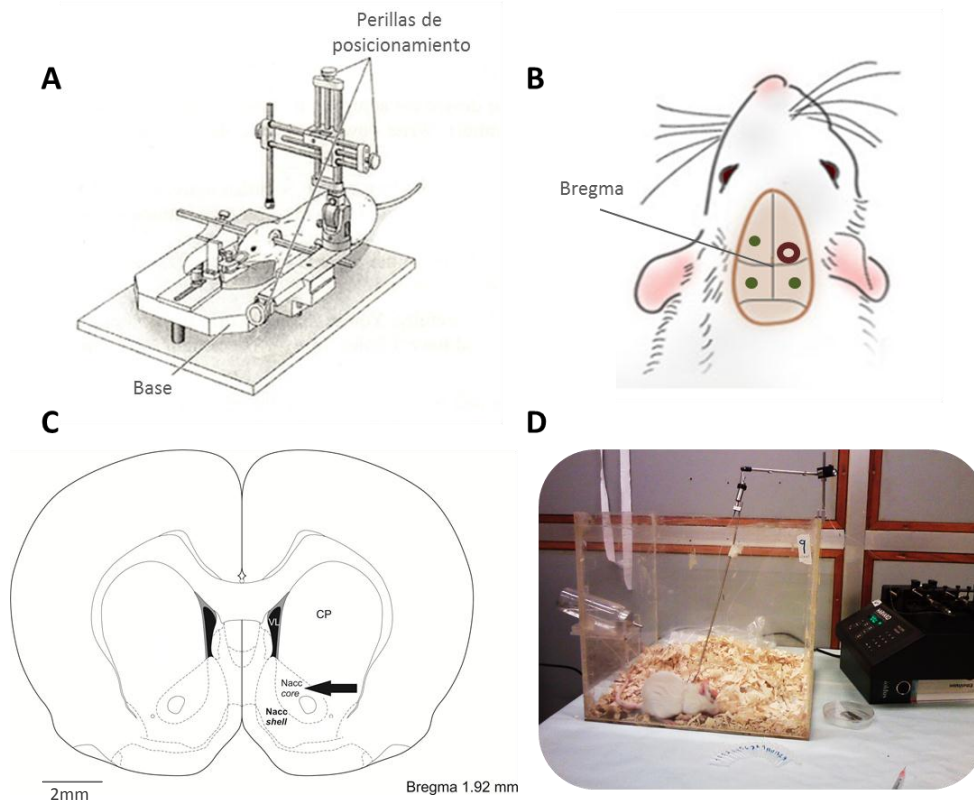 Perillas de
posicionamiento
A
Base
B
Bregma
C
VL
CP
Nacc
core
Nacc
shell
2mm
Bregma 1.92 mm
D
9